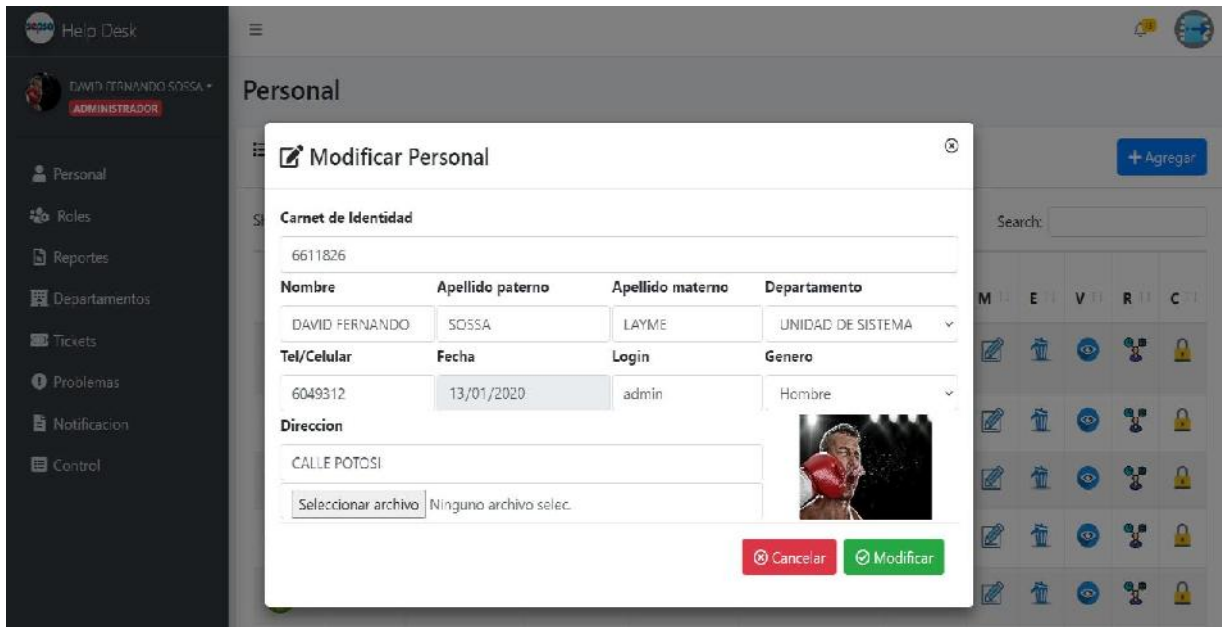 Help Desk
DAVID FERNANDO SOSSA
ADMINISTRADOR
Personal
Roles
Reportes
Departamentos
Tickets
Problemas
Notificacion
Control
Personal
Agregar
Search:
M E V R C
Modificar Personal
Carnet de Identidad
6611826
Nombre Apellido paterno Apellido materno Departamento
DAVID FERNANDO SOSSA LAYME UNIDAD DE SISTEMA
Tel/Celular Fecha Login Genero
6049312 13/01/2020 admin Hombre
Direccion
CALLE POTOSI
Seleccionar archivo Ninguno archivo selec.
Cancelar Modificar